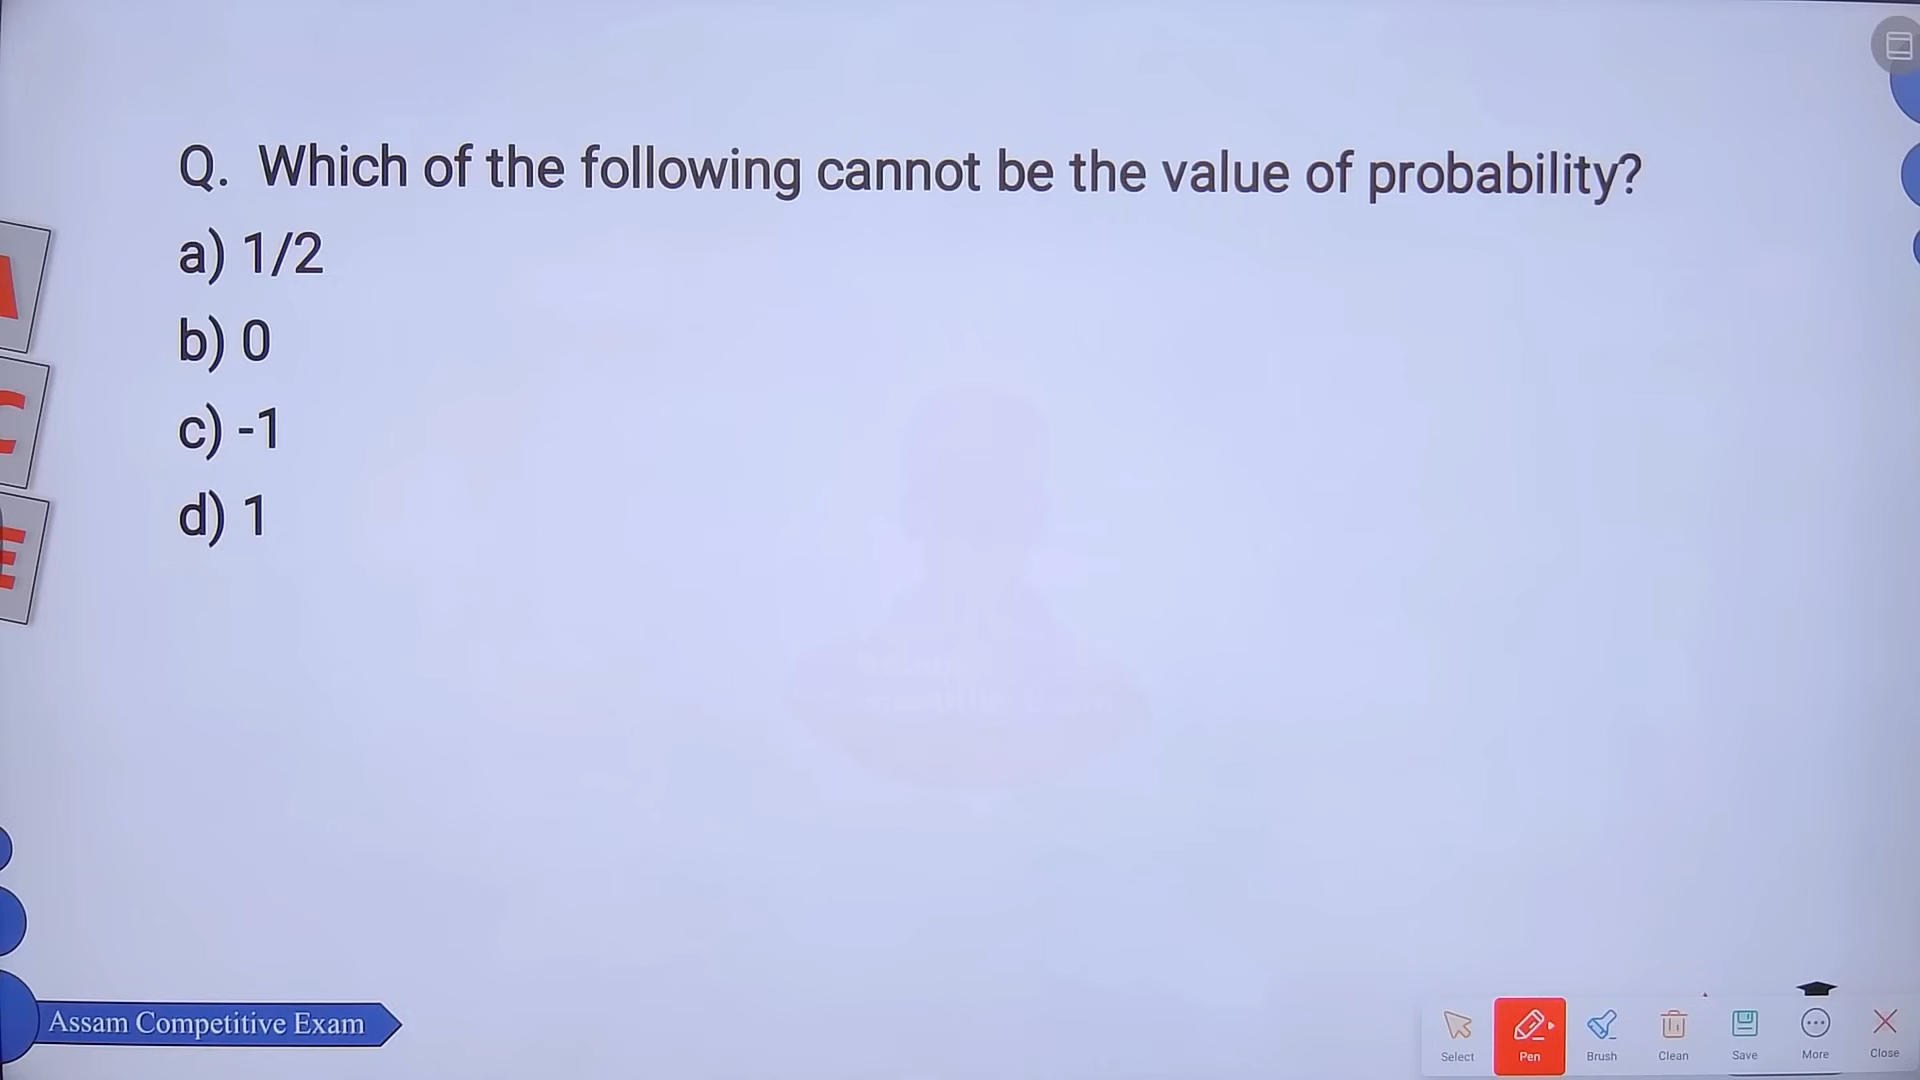 Q. Which of the following cannot be the value of probability?
a) 1/2
b) 0
c) -1
d) 1
A
C
E
Assam Competitive Exam
Select
Pen
Brush
Clean
Save
More
Close